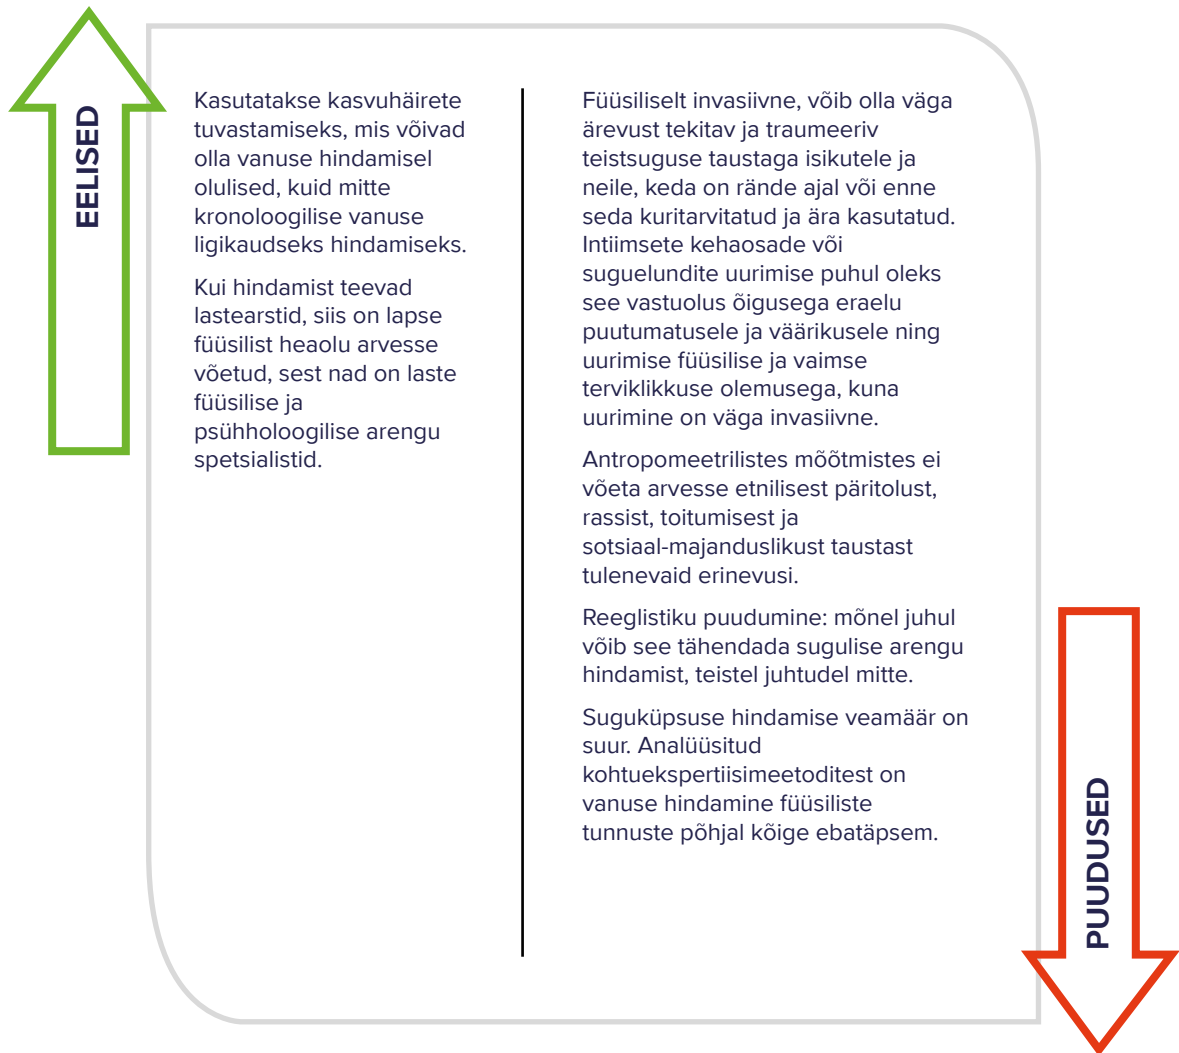 EELISED
Kasutatakse kasvuhäirete
tuvastamiseks, mis võivad
olla vanuse hindamisel
olulised, kuid mitte
kronoloogilise vanuse
ligikaudseks hindamiseks.
Kui hindamist teevad
lastearstid, siis on lapse
füüsilist heaolu arvesse
võetud, sest nad on laste
füüsilise ja
psühholoogilise arengu
spetsialistid.
Füüsiliselt invasiivne, võib olla väga
ärevust tekitav ja traumeeriv
teistsuguse taustaga isikutele ja
neile, keda on rände ajal või enne
seda kuritarvitatud ja ära kasutatud.
Intiimsete kehaosade või
suguelundite uurimise puhul oleks
see vastuolus õigusega eraelu
puutumatusele ja väärikusele ning
uurimise füüsilise ja vaimse
terviklikkuse olemusega, kuna
uurimine on väga invasiivne.
Antropomeetrilistes mõõtmistes ei
võeta arvesse etnilisest päritolust,
rassist, toitumisest ja
sotsiaal-majanduslikust taustast
tulenevaid erinevusi.
Reeglistiku puudumine: mõnel juhul
võib see tähendada sugulise arengu
hindamist, teistel juhtudel mitte.
Suguküpsuse hindamise veamäär on
suur. Analüüsitud
kohtuekspertiisimeetoditest on
vanuse hindamine füüsiliste
tunnuste põhjal kõige ebatäpsem.
PUUDUSED